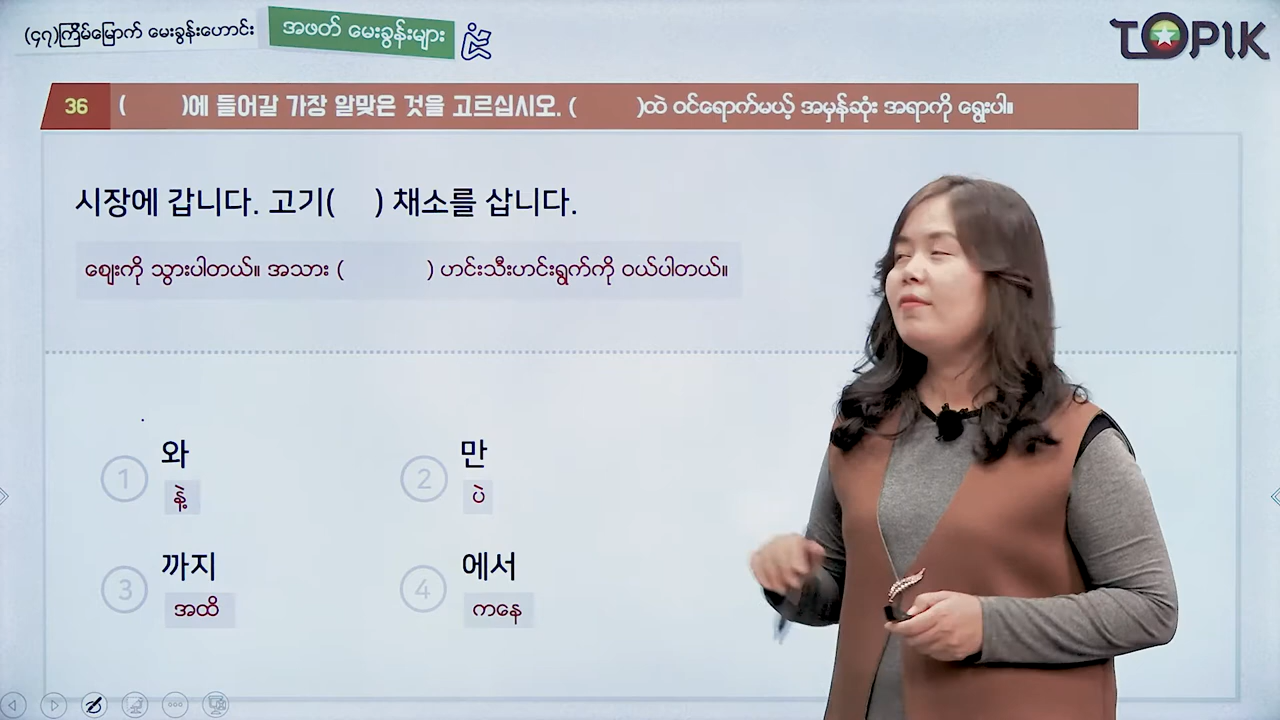 (၄၇)ကြိမ်မြောက် မေးခွန်းဟောင်း
အဖတ် မေးခွန်းများ
TOPIK
36 ( )에 들어갈 가장 알맞은 것을 고르십시오. ( )ထဲ ဝင်ရောက်မယ့် အမှန်ဆုံး အရာကို ရွေးပါ။
시장에 갑니다. 고기( ) 채소를 삽니다.
ဈေးကို သွားပါတယ်။ အသား ( ) ဟင်းသီးဟင်းရွက်ကို ဝယ်ပါတယ်။
1 와
နဲ့
2 만
ပဲ
3 까지
အထိ
4 에서
ကနေ